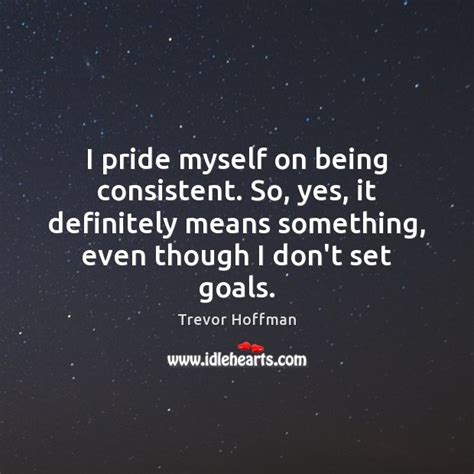 I pride myself on being
consistent. So, yes, it
definitely means something,
even though I don't set
goals.
Trevor Hoffman
www.idlehearts.com